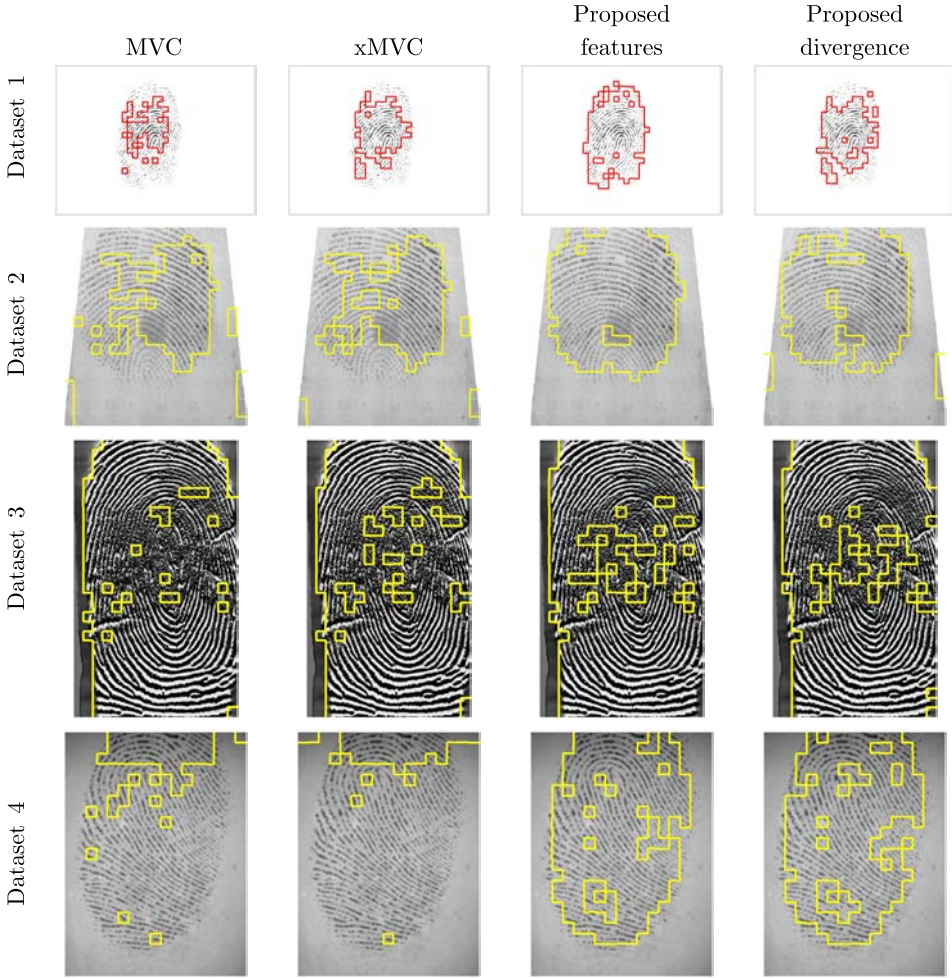 MVC
xMVC
Proposed
features
Proposed
divergence
Dataset 1
Dataset 2
Dataset 3
Dataset 4